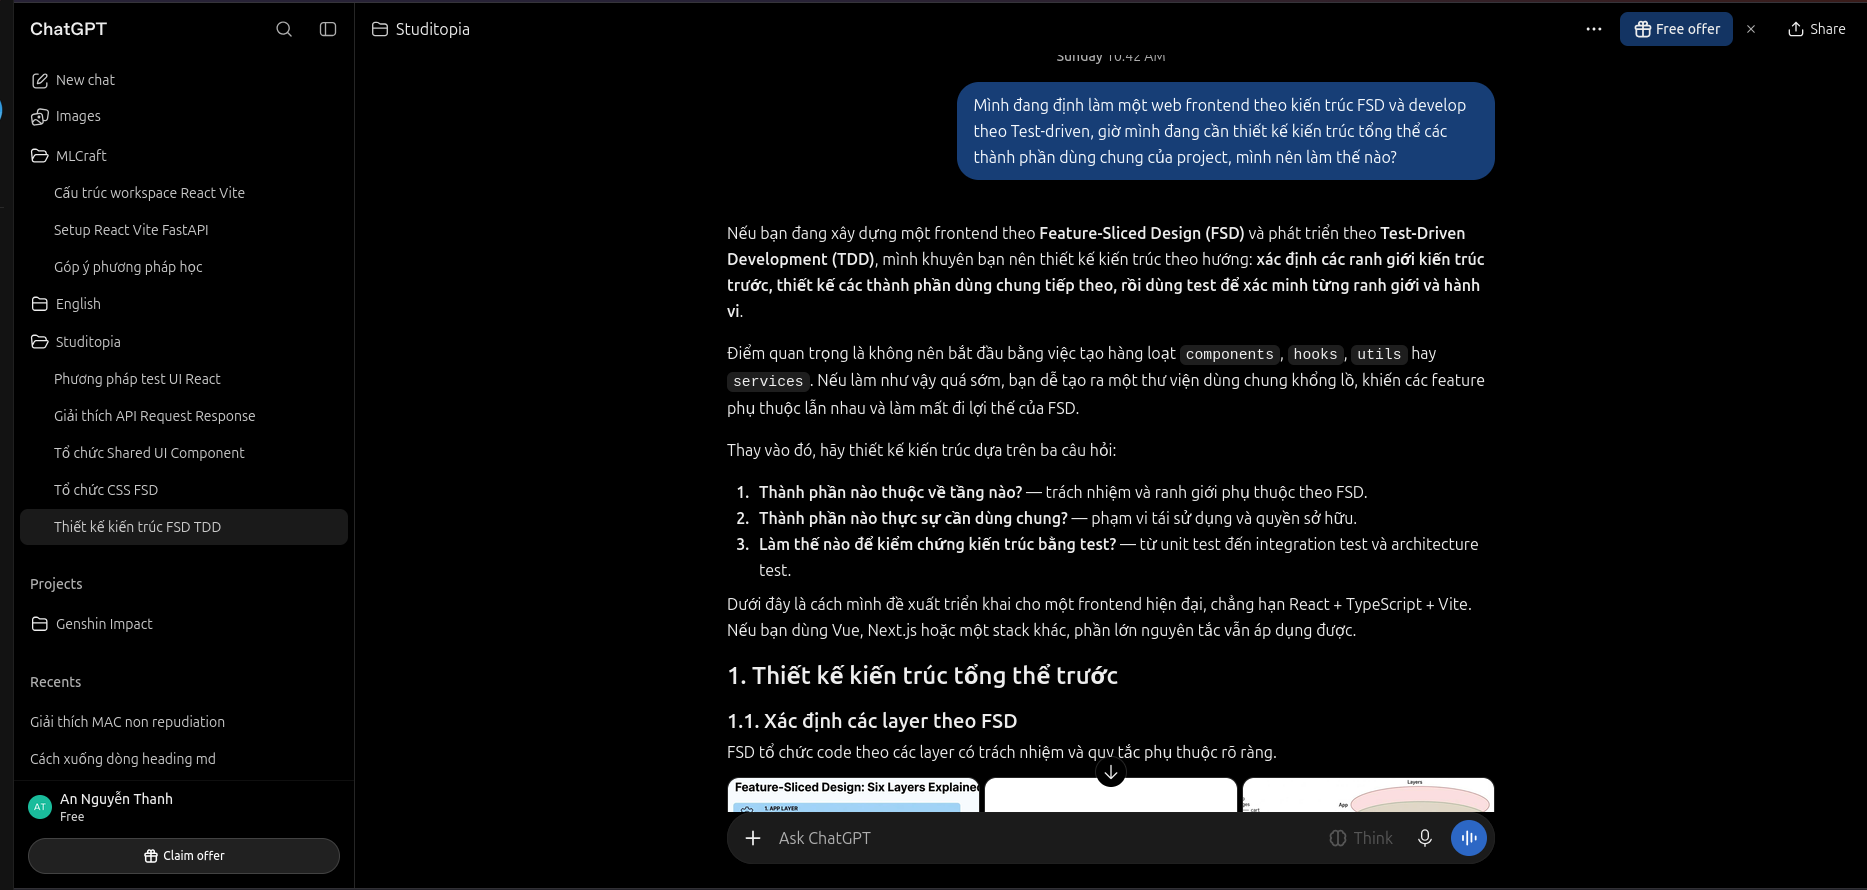 ChatGPT
New chat
Images
MLCraft
Cấu trúc workspace React Vite
Setup React Vite FastAPI
Góp ý phương pháp học
English
Studitopia
Phương pháp test UI React
Giải thích API Request Response
Tổ chức Shared UI Component
Tổ chức CSS FSD
Thiết kế kiến trúc FSD TDD
Projects
Genshin Impact
Recents
Giải thích MAC non repudiation
Cách xuống dòng heading md
AT
An Nguyễn Thanh
Free
Claim offer
Studitopia
Free offer
Share
Sunday 10:42 AM
Mình đang định làm một web frontend theo kiến trúc FSD và develop
theo Test-driven, giờ mình đang cần thiết kế kiến trúc tổng thể các
thành phần dùng chung của project, mình nên làm thế nào?
Nếu bạn đang xây dựng một frontend theo Feature-Sliced Design (FSD) và phát triển theo Test-Driven
Development (TDD), mình khuyên bạn nên thiết kế kiến trúc theo hướng: xác định các ranh giới kiến trúc
trước, thiết kế các thành phần dùng chung tiếp theo, rồi dùng test để xác minh từng ranh giới và hành
vi.
Điểm quan trọng là không nên bắt đầu bằng việc tạo hàng loạt components, hooks, utils hay
services. Nếu làm như vậy quá sớm, bạn dễ tạo ra một thư viện dùng chung khổng lồ, khiến các feature
phụ thuộc lẫn nhau và làm mất đi lợi thế của FSD.
Thay vào đó, hãy thiết kế kiến trúc dựa trên ba câu hỏi:
1. Thành phần nào thuộc về tầng nào? — trách nhiệm và ranh giới phụ thuộc theo FSD.
2. Thành phần nào thực sự cần dùng chung? — phạm vi tái sử dụng và quyền sở hữu.
3. Làm thế nào để kiểm chứng kiến trúc bằng test? — từ unit test đến integration test và architecture
test.
Dưới đây là cách mình đề xuất triển khai cho một frontend hiện đại, chẳng hạn React + TypeScript + Vite.
Nếu bạn dùng Vue, Next.js hoặc một stack khác, phần lớn nguyên tắc vẫn áp dụng được.
1. Thiết kế kiến trúc tổng thể trước
1.1. Xác định các layer theo FSD
FSD tổ chức code theo các layer có trách nhiệm và quy tắc phụ thuộc rõ ràng.
Feature-Sliced Design: Six Layers Explained
1. APP LAYER
Layers
App
cart
Ask ChatGPT
Think